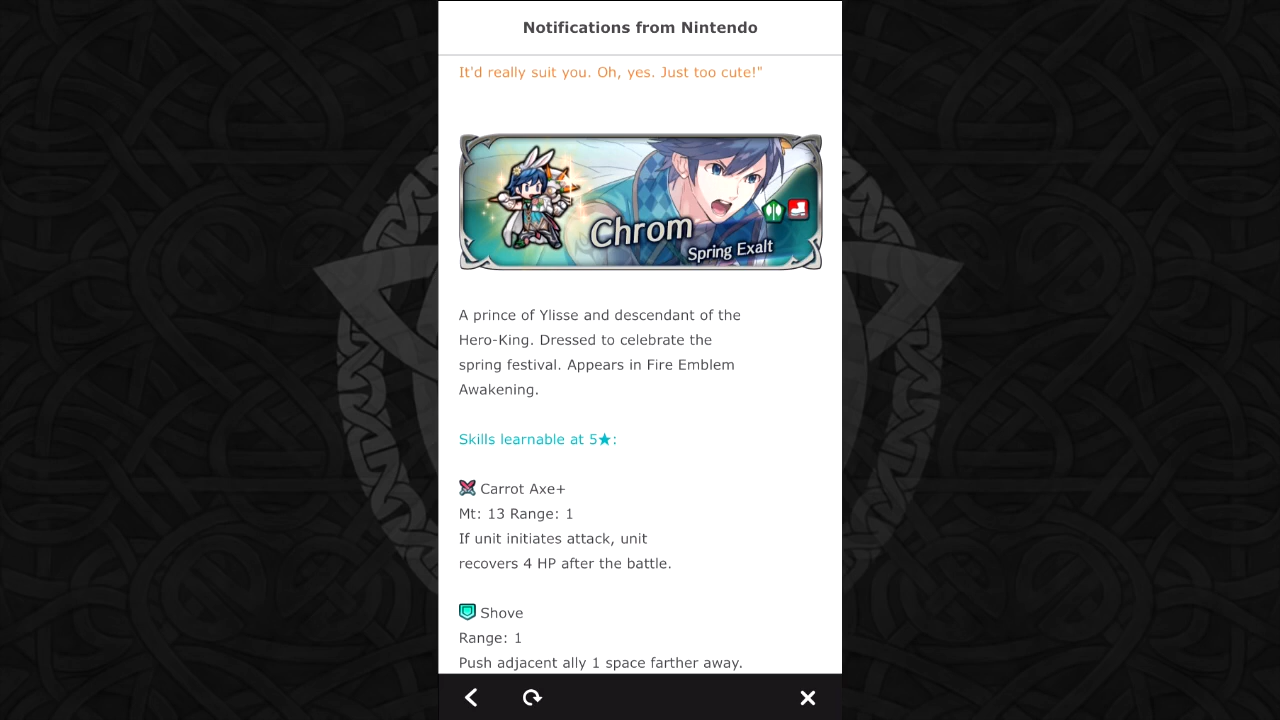 Notifications from Nintendo
It'd really suit you. Oh, yes. Just too cute!"
Chrom
Spring Exalt
A prince of Ylisse and descendant of the
Hero-King. Dressed to celebrate the
spring festival. Appears in Fire Emblem
Awakening.
Skills learnable at 5★:
Carrot Axe+
Mt: 13 Range: 1
If unit initiates attack, unit
recovers 4 HP after the battle.
Shove
Range: 1
Push adjacent ally 1 space farther away.